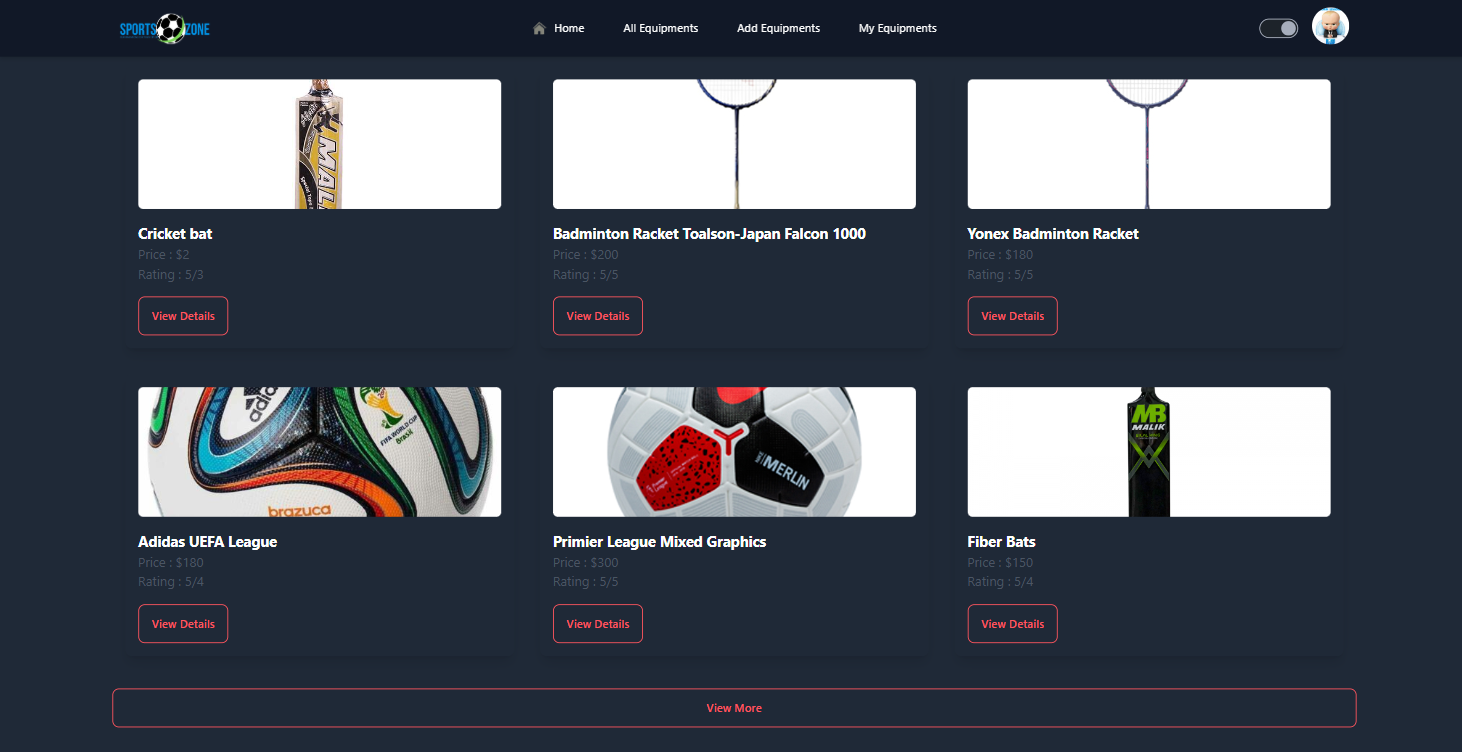 SPORTS ZONE
Home
All Equipments
Add Equipments
My Equipments
MAL
Cricket bat
Price : $2
Rating : 5/3
View Details
Badminton Racket Toalson-Japan Falcon 1000
Price : $200
Rating : 5/5
View Details
Yonex Badminton Racket
Price : $180
Rating : 5/5
View Details
adidas
FIFA WORLD CUP
Brasil
brazuca
Adidas UEFA League
Price : $180
Rating : 5/4
View Details
MERLIN
Primier League Mixed Graphics
Price : $300
Rating : 5/5
View Details
MB
MALIK
Fiber Bats
Price : $150
Rating : 5/4
View Details
View More